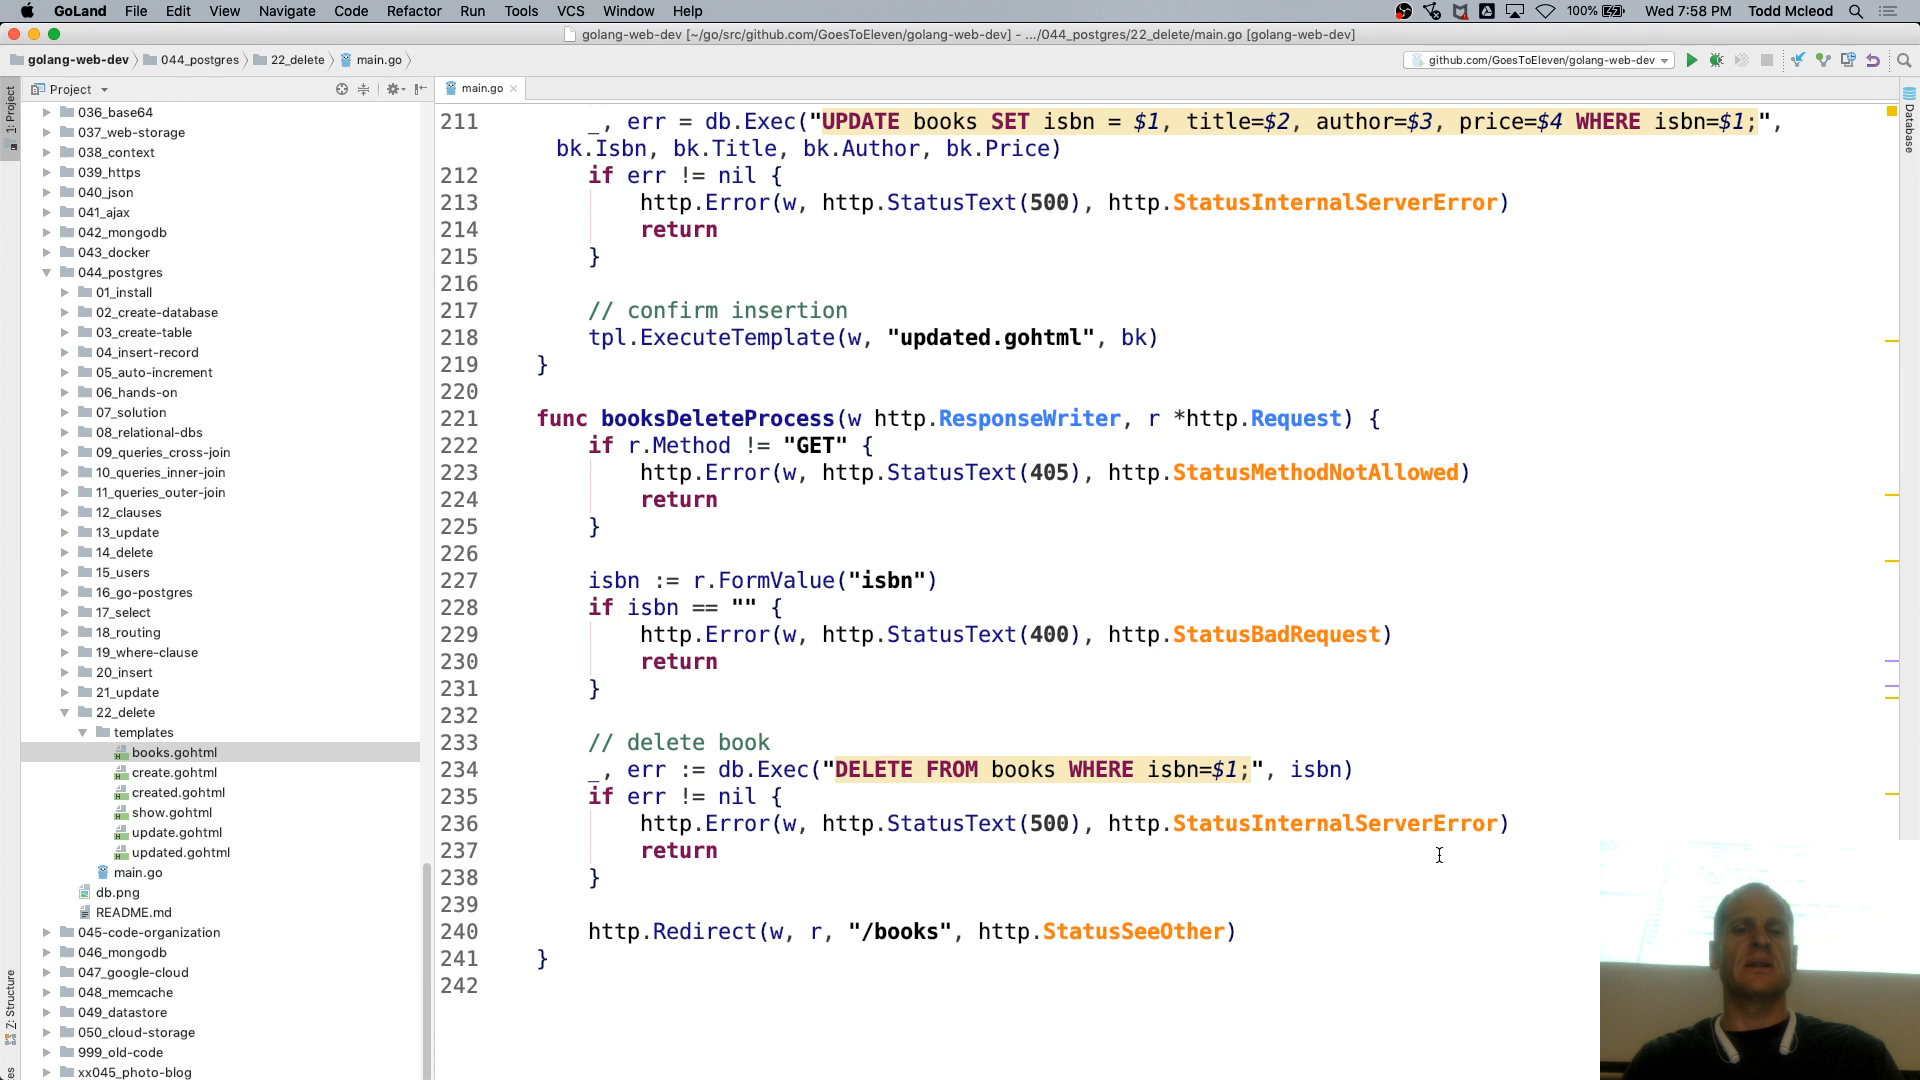 GoLand File Edit View Navigate Code Refactor Run Tools VCS Window Help 100% Wed 7:58 PM Todd Mcleod
golang-web-dev [~/go/src/github.com/GoesToEleven/golang-web-dev] - .../044_postgres/22_delete/main.go [golang-web-dev]
golang-web-dev 044_postgres 22_delete main.go github.com/GoesToEleven/golang-web-dev
Project main.go
1: Project
Z: Structure
Database
036_base64
037_web-storage
038_context
039_https
040_json
041_ajax
042_mongodb
043_docker
044_postgres
01_install
02_create-database
03_create-table
04_insert-record
05_auto-increment
06_hands-on
07_solution
08_relational-dbs
09_queries_cross-join
10_queries_inner-join
11_queries_outer-join
12_clauses
13_update
14_delete
15_users
16_go-postgres
17_select
18_routing
19_where-clause
20_insert
21_update
22_delete
templates
books.gohtml
create.gohtml
created.gohtml
show.gohtml
update.gohtml
updated.gohtml
main.go
db.png
README.md
045-code-organization
046_mongodb
047_google-cloud
048_memcache
049_datastore
050_cloud-storage
999_old-code
xx045_photo-blog
211 _, err = db.Exec("UPDATE books SET isbn = $1, title=$2, author=$3, price=$4 WHERE isbn=$1;",
bk.Isbn, bk.Title, bk.Author, bk.Price)
212 if err != nil {
213 http.Error(w, http.StatusText(500), http.StatusInternalServerError)
214 return
215 }
216
217 // confirm insertion
218 tpl.ExecuteTemplate(w, "updated.gohtml", bk)
219 }
220
221 func booksDeleteProcess(w http.ResponseWriter, r *http.Request) {
222 if r.Method != "GET" {
223 http.Error(w, http.StatusText(405), http.StatusMethodNotAllowed)
224 return
225 }
226
227 isbn := r.FormValue("isbn")
228 if isbn == "" {
229 http.Error(w, http.StatusText(400), http.StatusBadRequest)
230 return
231 }
232
233 // delete book
234 _, err := db.Exec("DELETE FROM books WHERE isbn=$1;", isbn)
235 if err != nil {
236 http.Error(w, http.StatusText(500), http.StatusInternalServerError)
237 return
238 }
239
240 http.Redirect(w, r, "/books", http.StatusSeeOther)
241 }
242